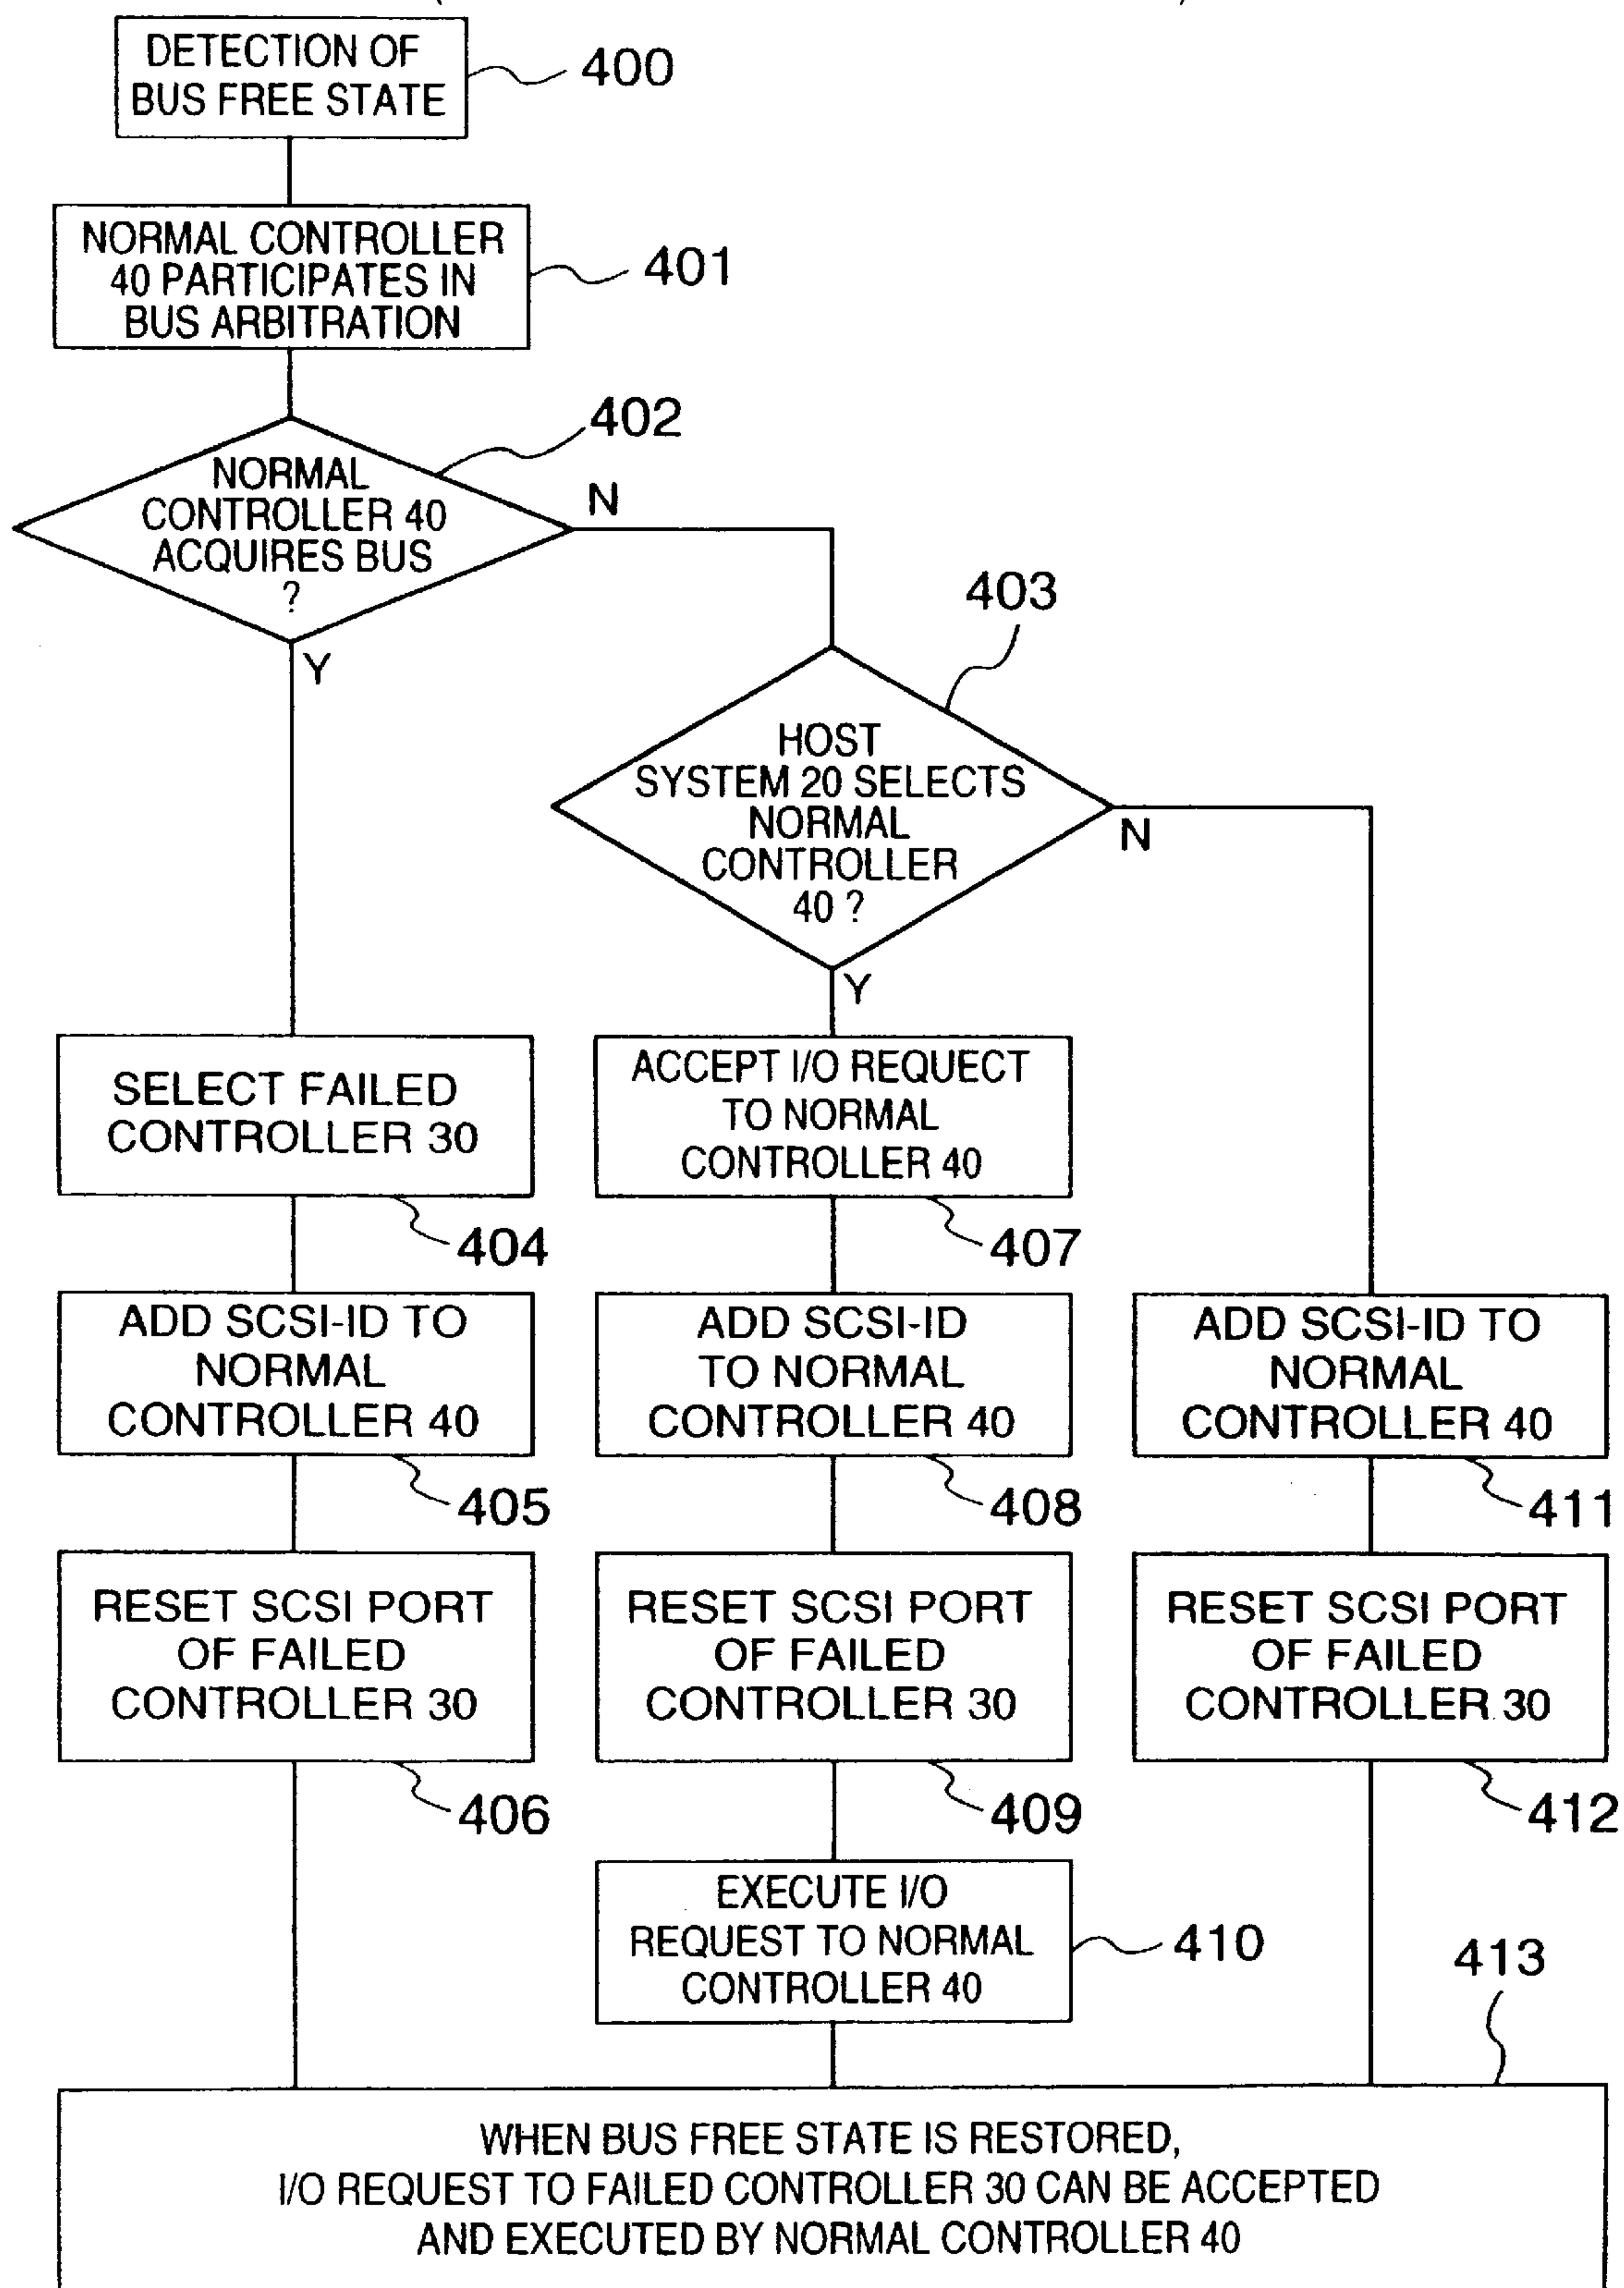 DETECTION OF
BUS FREE STATE
400
NORMAL CONTROLLER
40 PARTICIPATES IN
BUS ARBITRATION
401
402
NORMAL
CONTROLLER 40
ACQUIRES BUS
?
N
Y
403
HOST
SYSTEM 20 SELECTS
NORMAL
CONTROLLER
40 ?
N
Y
SELECT FAILED
CONTROLLER 30
404
ADD SCSI-ID TO
NORMAL
CONTROLLER 40
405
RESET SCSI PORT
OF FAILED
CONTROLLER 30
406
ACCEPT I/O REQUECT
TO NORMAL
CONTROLLER 40
407
ADD SCSI-ID
TO NORMAL
CONTROLLER 40
408
RESET SCSI PORT
OF FAILED
CONTROLLER 30
409
EXECUTE I/O
REQUEST TO NORMAL
CONTROLLER 40
410
ADD SCSI-ID TO
NORMAL
CONTROLLER 40
411
RESET SCSI PORT
OF FAILED
CONTROLLER 30
412
413
WHEN BUS FREE STATE IS RESTORED,
I/O REQUEST TO FAILED CONTROLLER 30 CAN BE ACCEPTED
AND EXECUTED BY NORMAL CONTROLLER 40